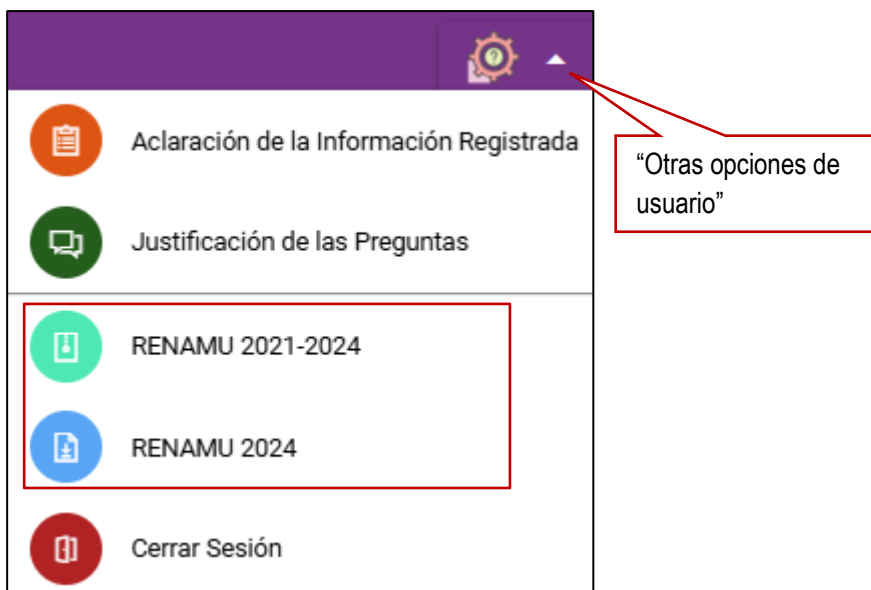 Aclaración de la Información Registrada
“Otras opciones de
usuario”
Justificación de las Preguntas
RENAMU 2021-2024
RENAMU 2024
Cerrar Sesión